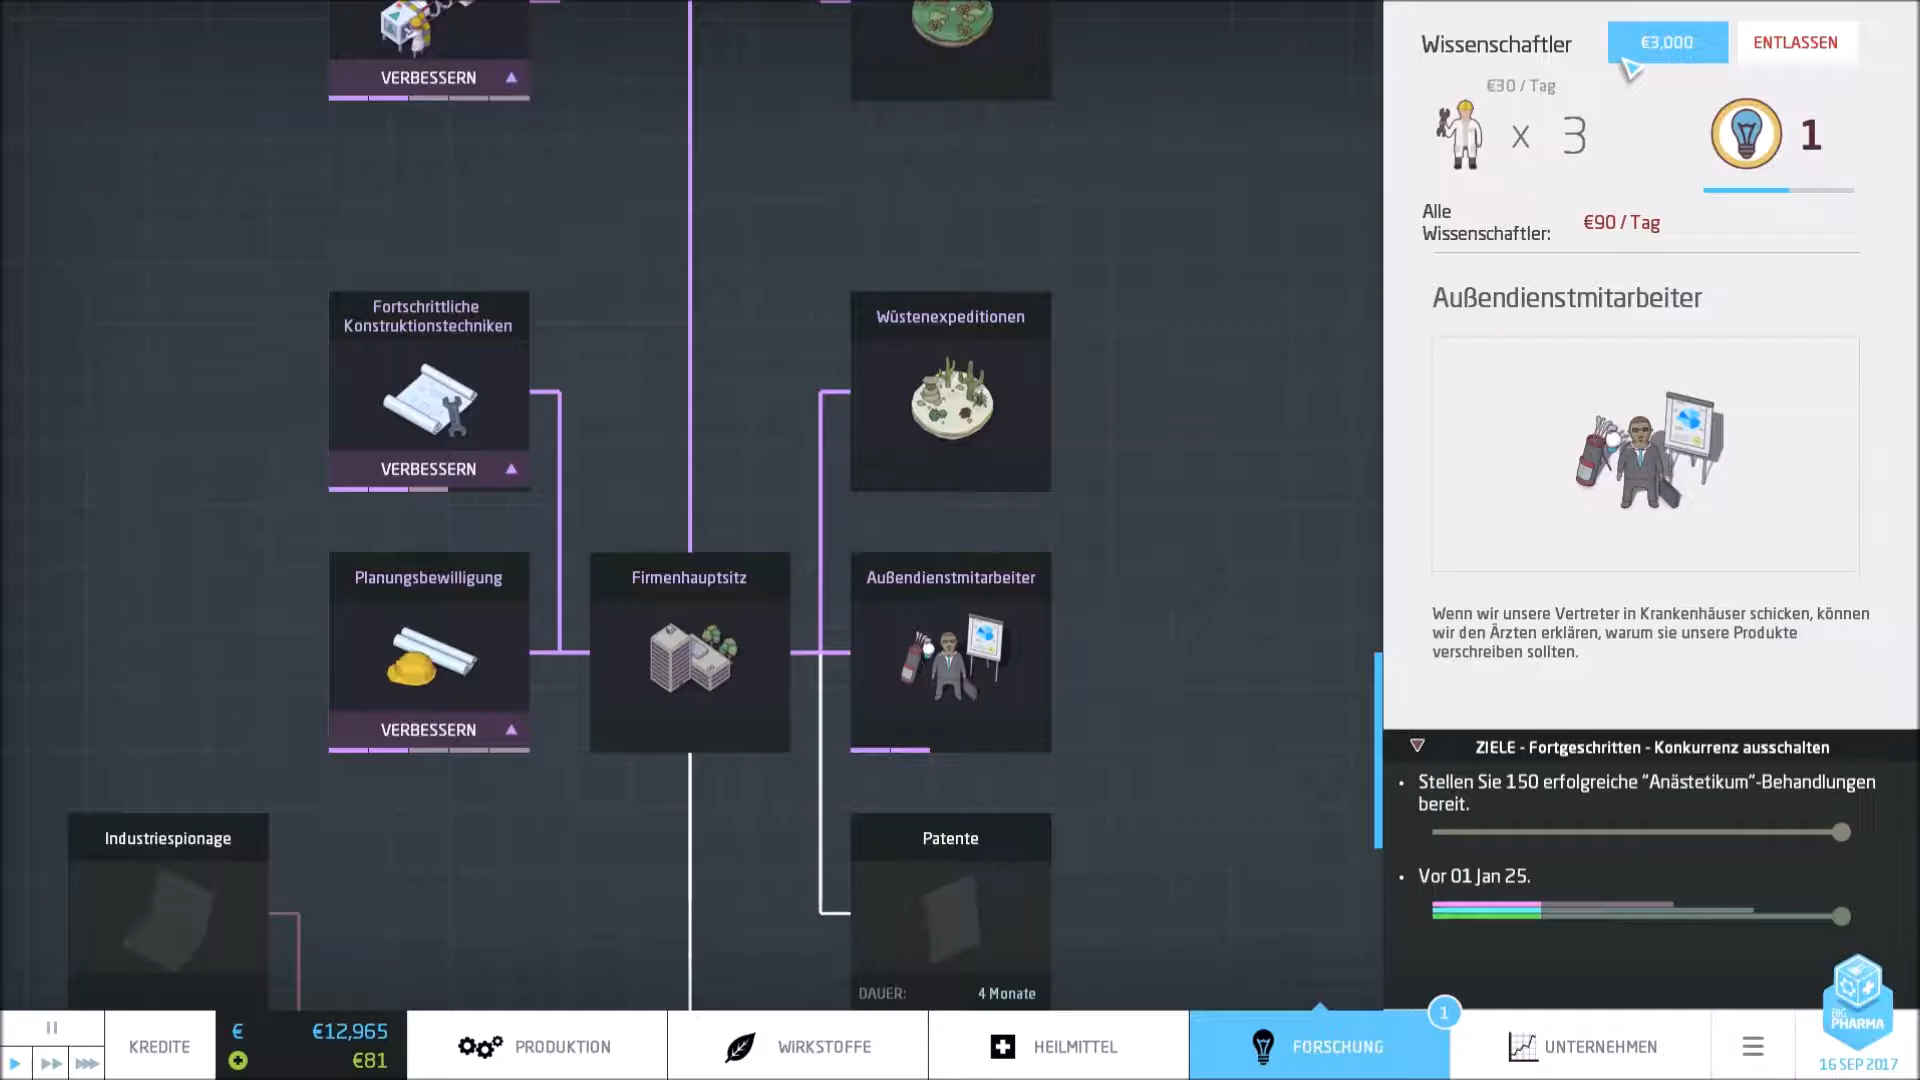 VERBESSERN
Fortschrittliche
Konstruktionstechniken
VERBESSERN
Planungsbewilligung
VERBESSERN
Firmenhauptsitz
Wüstenexpeditionen
Außendienstmitarbeiter
Industriespionage
Patente
DAUER: 4 Monate
Wissenschaftler €3,000 ENTLASSEN
€30 / Tag
x 3 1
Alle
Wissenschaftler: €90 / Tag
Außendienstmitarbeiter
Wenn wir unsere Vertreter in Krankenhäuser schicken, können
wir den Ärzten erklären, warum sie unsere Produkte
verschreiben sollten.
ZIELE - Fortgeschritten - Konkurrenz ausschalten
• Stellen Sie 150 erfolgreiche "Anästetikum"-Behandlungen
bereit.
• Vor 01 Jan 25.
KREDITE
€ €12,965
€81
PRODUKTION
WIRKSTOFFE
HEILMITTEL
FORSCHUNG
1
UNTERNEHMEN
BIG
PHARMA
16 SEP 2017